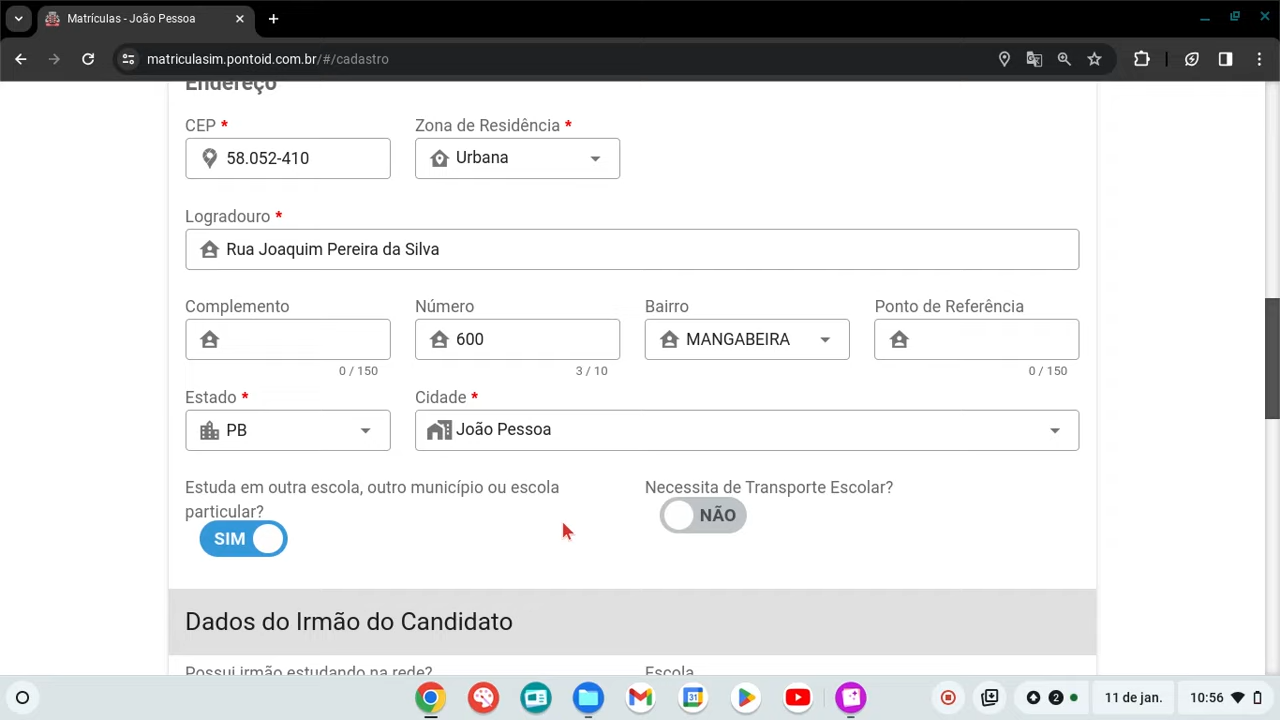 Matrículas - João Pessoa
matriculasim.pontoid.com.br/#/cadastro
Endereço
CEP *
Zona de Residência *
58.052-410
Urbana
Logradouro *
Rua Joaquim Pereira da Silva
Complemento
Número
Bairro
Ponto de Referência
600
MANGABEIRA
0 / 150
3 / 10
0 / 150
Estado *
Cidade *
PB
João Pessoa
Estuda em outra escola, outro município ou escola
particular?
Necessita de Transporte Escolar?
SIM
NÃO
Dados do Irmão do Candidato
Possui irmão estudando na rede?
Escola
31
2
11 de jan.
10:56